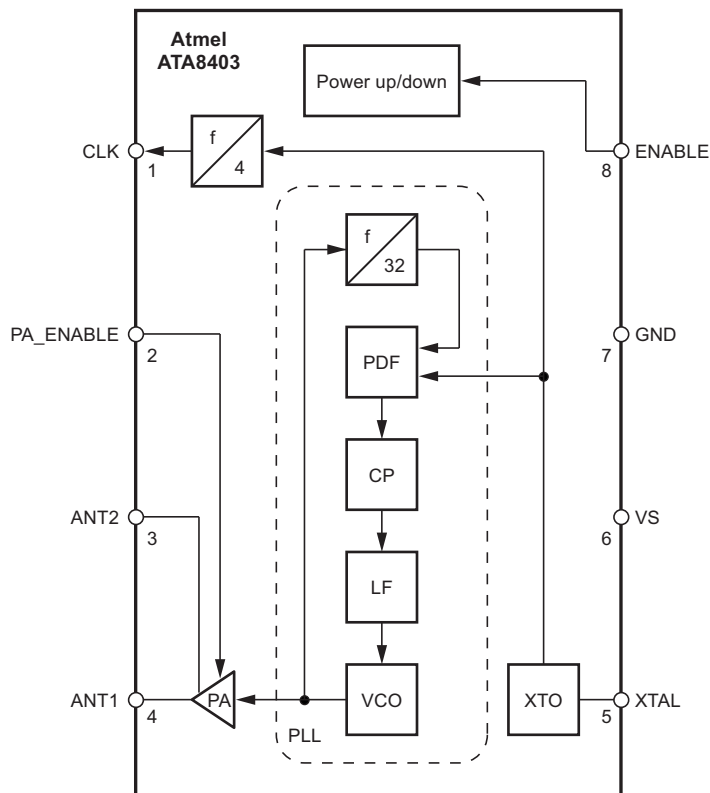 Atmel
ATA8403
Power up/down
CLK
1
f
4
ENABLE
8
f
32
PA_ENABLE
2
PDF
GND
7
CP
ANT2
3
VS
6
LF
ANT1
4
PA
VCO
XTO
XTAL
5
PLL